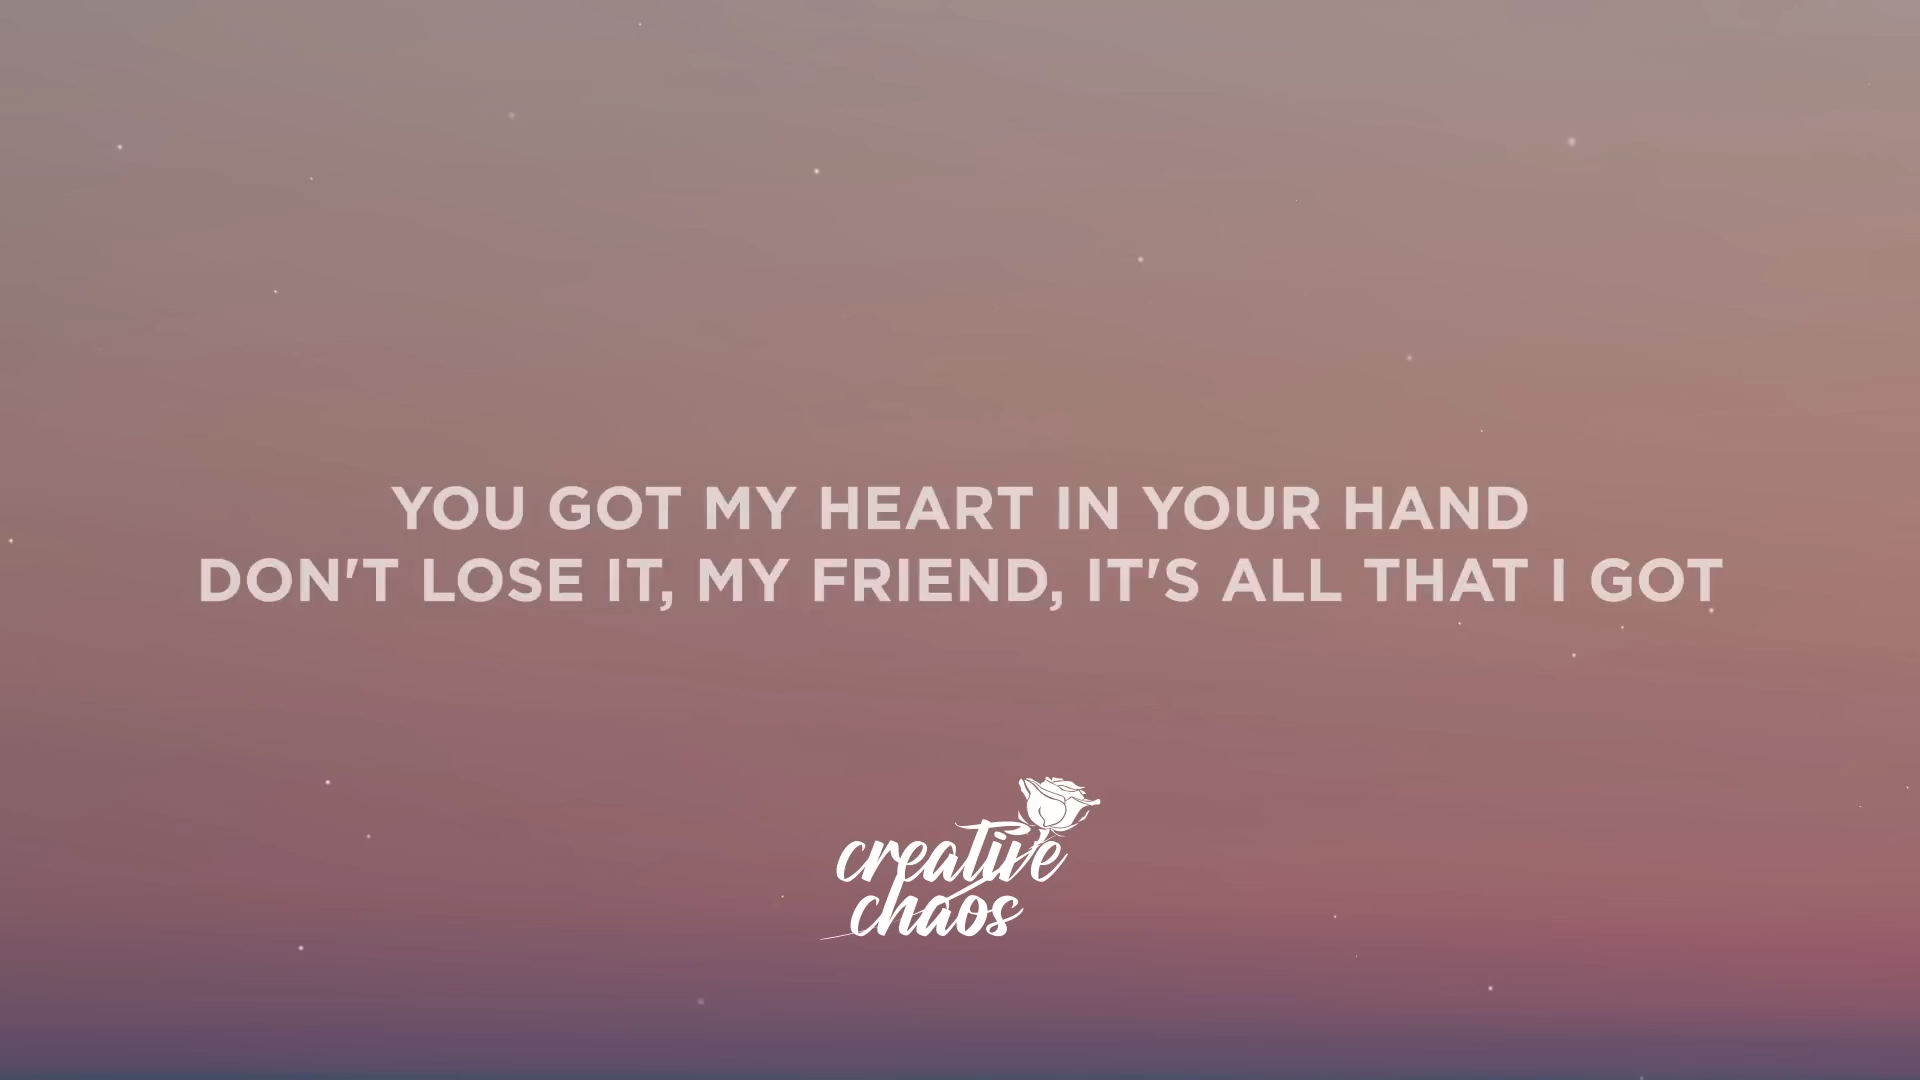 YOU GOT MY HEART IN YOUR HAND
DON'T LOSE IT, MY FRIEND, IT'S ALL THAT I GOT
creative
chaos